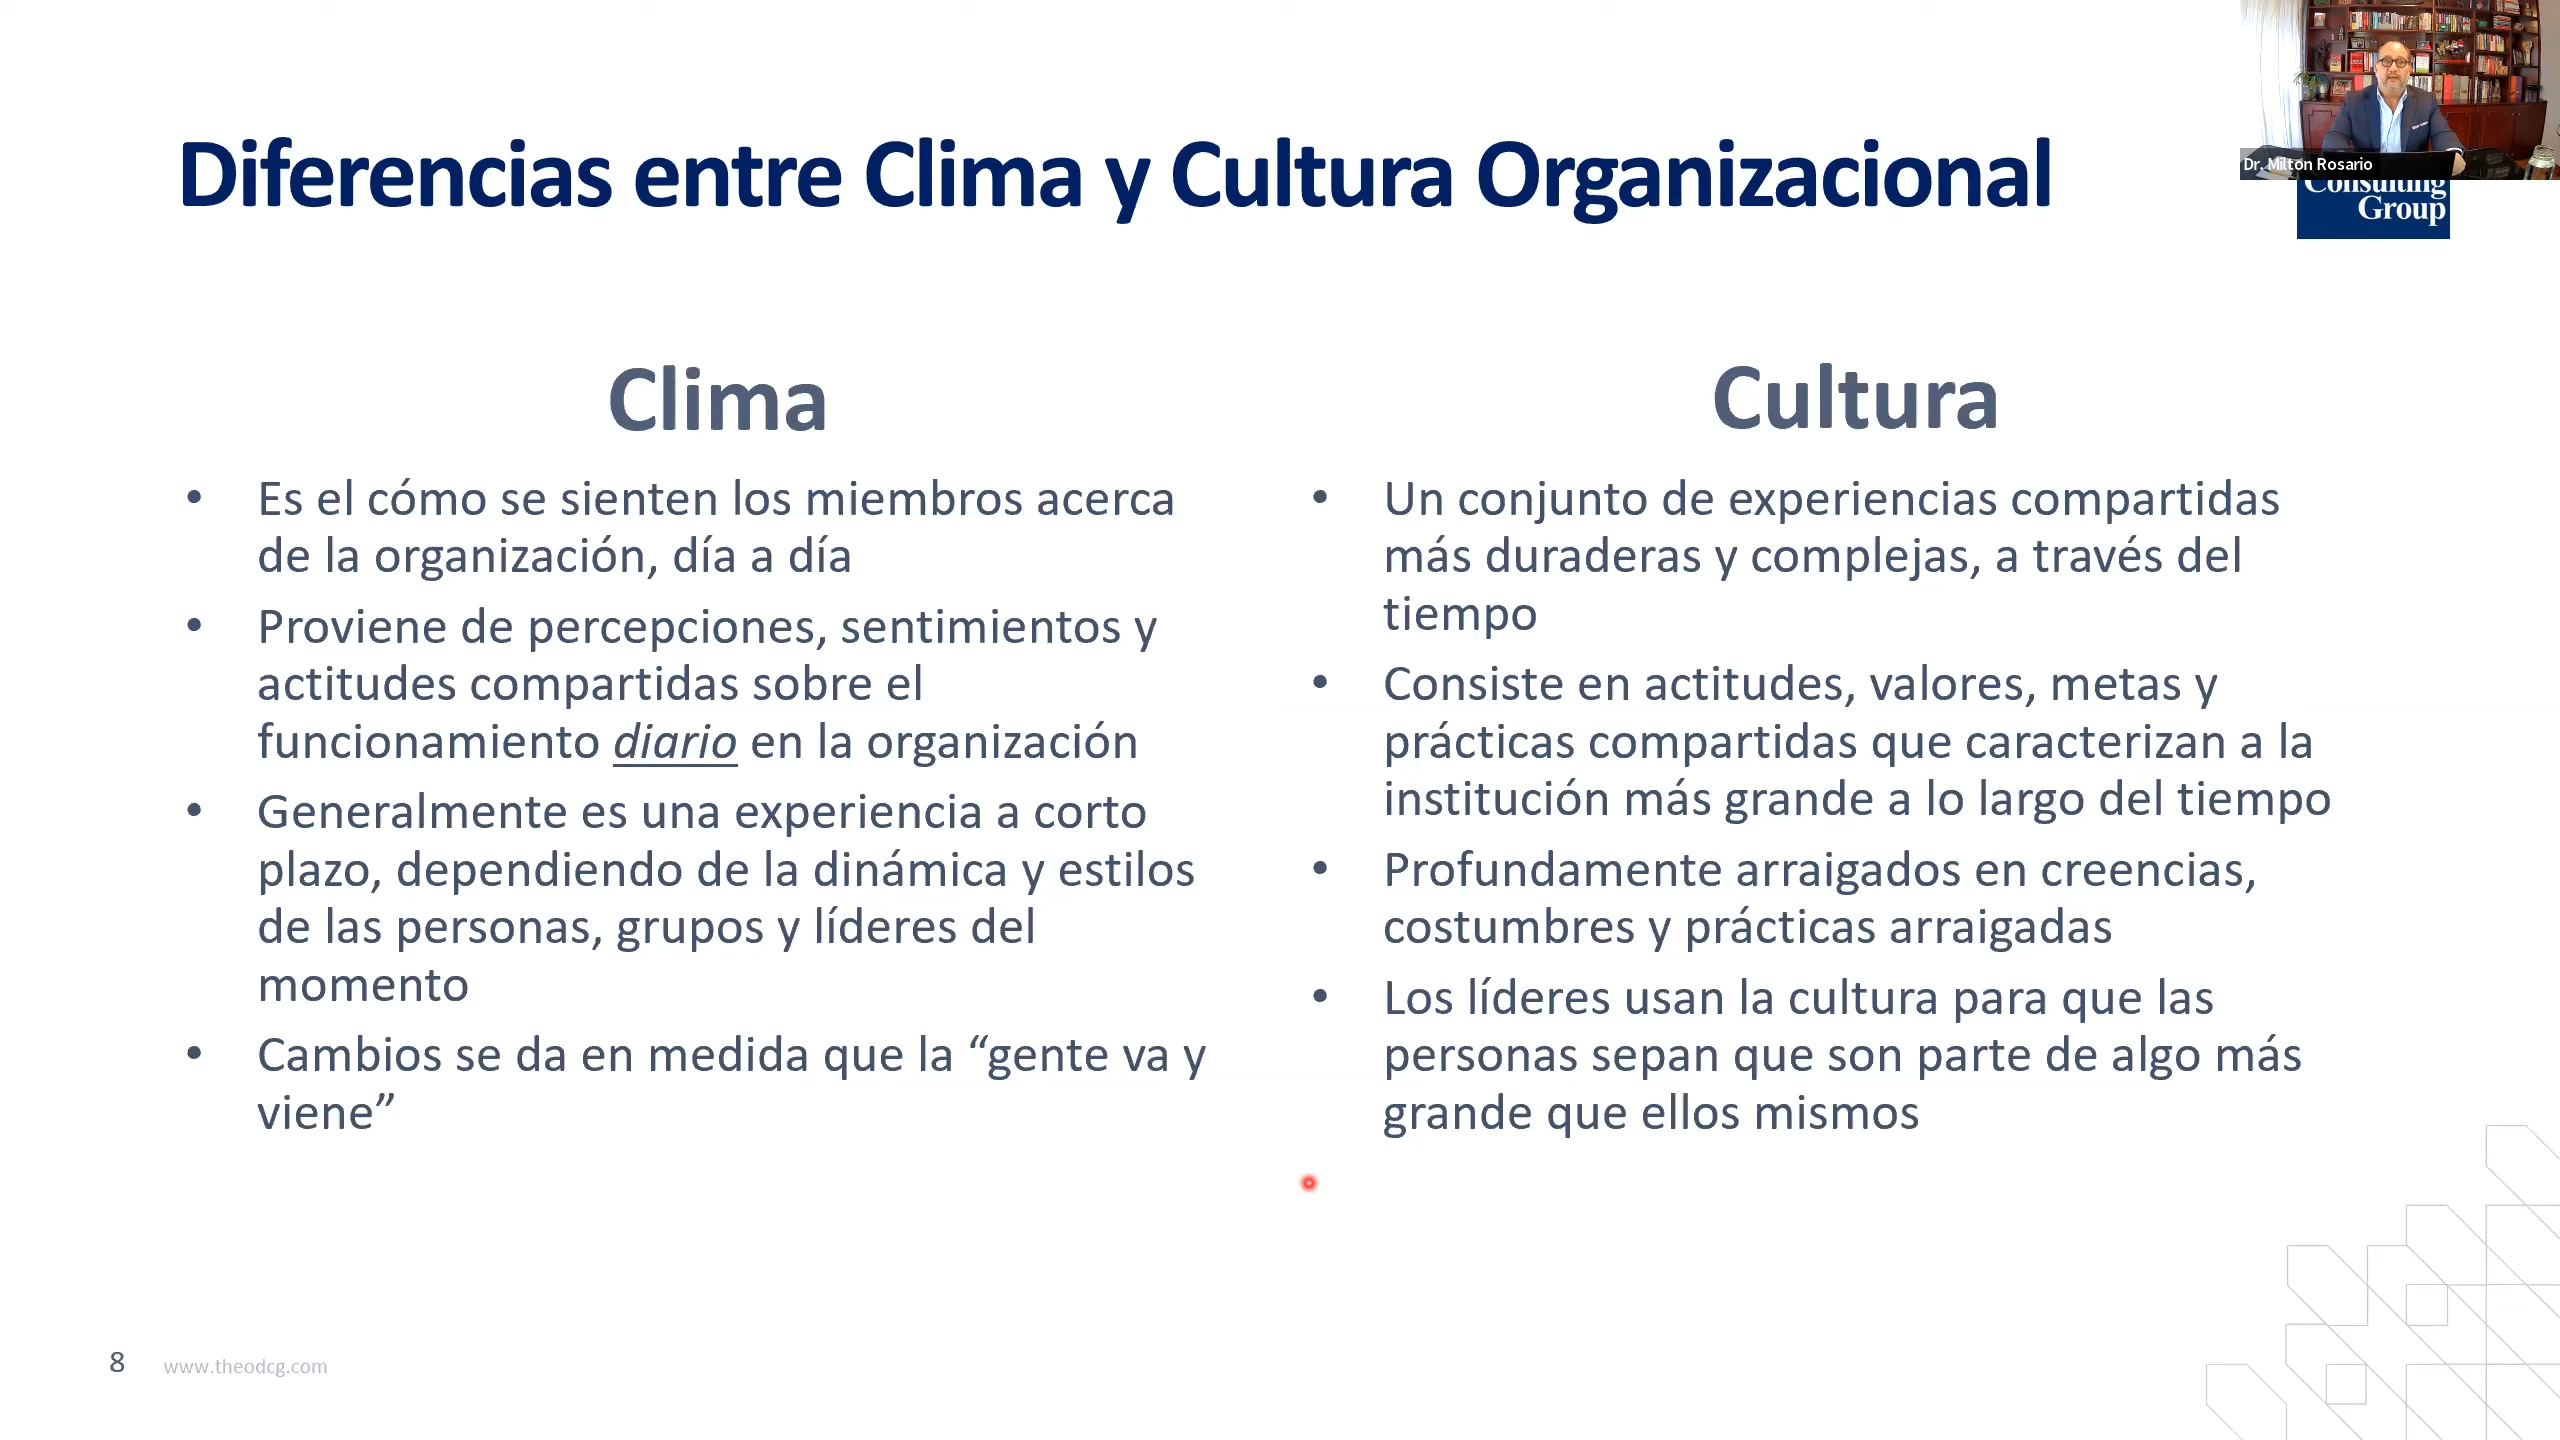 Diferencias entre Clima y Cultura Organizacional
Dr. Milton Rosario
Consulting
Group
Clima
• Es el cómo se sienten los miembros acerca
de la organización, día a día
• Proviene de percepciones, sentimientos y
actitudes compartidas sobre el
funcionamiento diario en la organización
• Generalmente es una experiencia a corto
plazo, dependiendo de la dinámica y estilos
de las personas, grupos y líderes del
momento
• Cambios se da en medida que la “gente va y
viene”
Cultura
• Un conjunto de experiencias compartidas
más duraderas y complejas, a través del
tiempo
• Consiste en actitudes, valores, metas y
prácticas compartidas que caracterizan a la
institución más grande a lo largo del tiempo
• Profundamente arraigados en creencias,
costumbres y prácticas arraigadas
• Los líderes usan la cultura para que las
personas sepan que son parte de algo más
grande que ellos mismos
8 www.theodcg.com